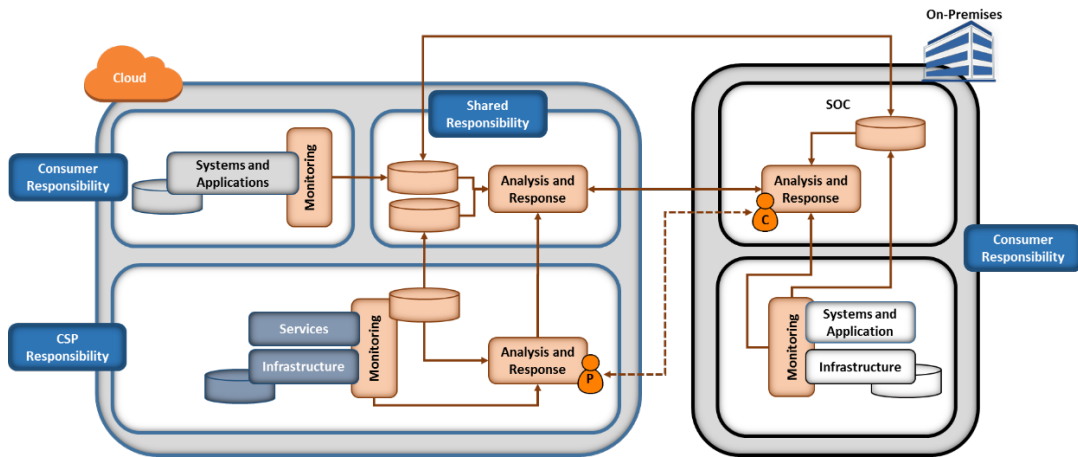 On-Premises
Cloud
Shared
Responsibility
SOC
Consumer
Responsibility
Systems and
Applications
Monitoring
Analysis and
Response
Analysis and
Response
C
Consumer
Responsibility
CSP
Responsibility
Services
Infrastructure
Monitoring
Analysis and
Response
P
Monitoring
Systems and
Application
Infrastructure